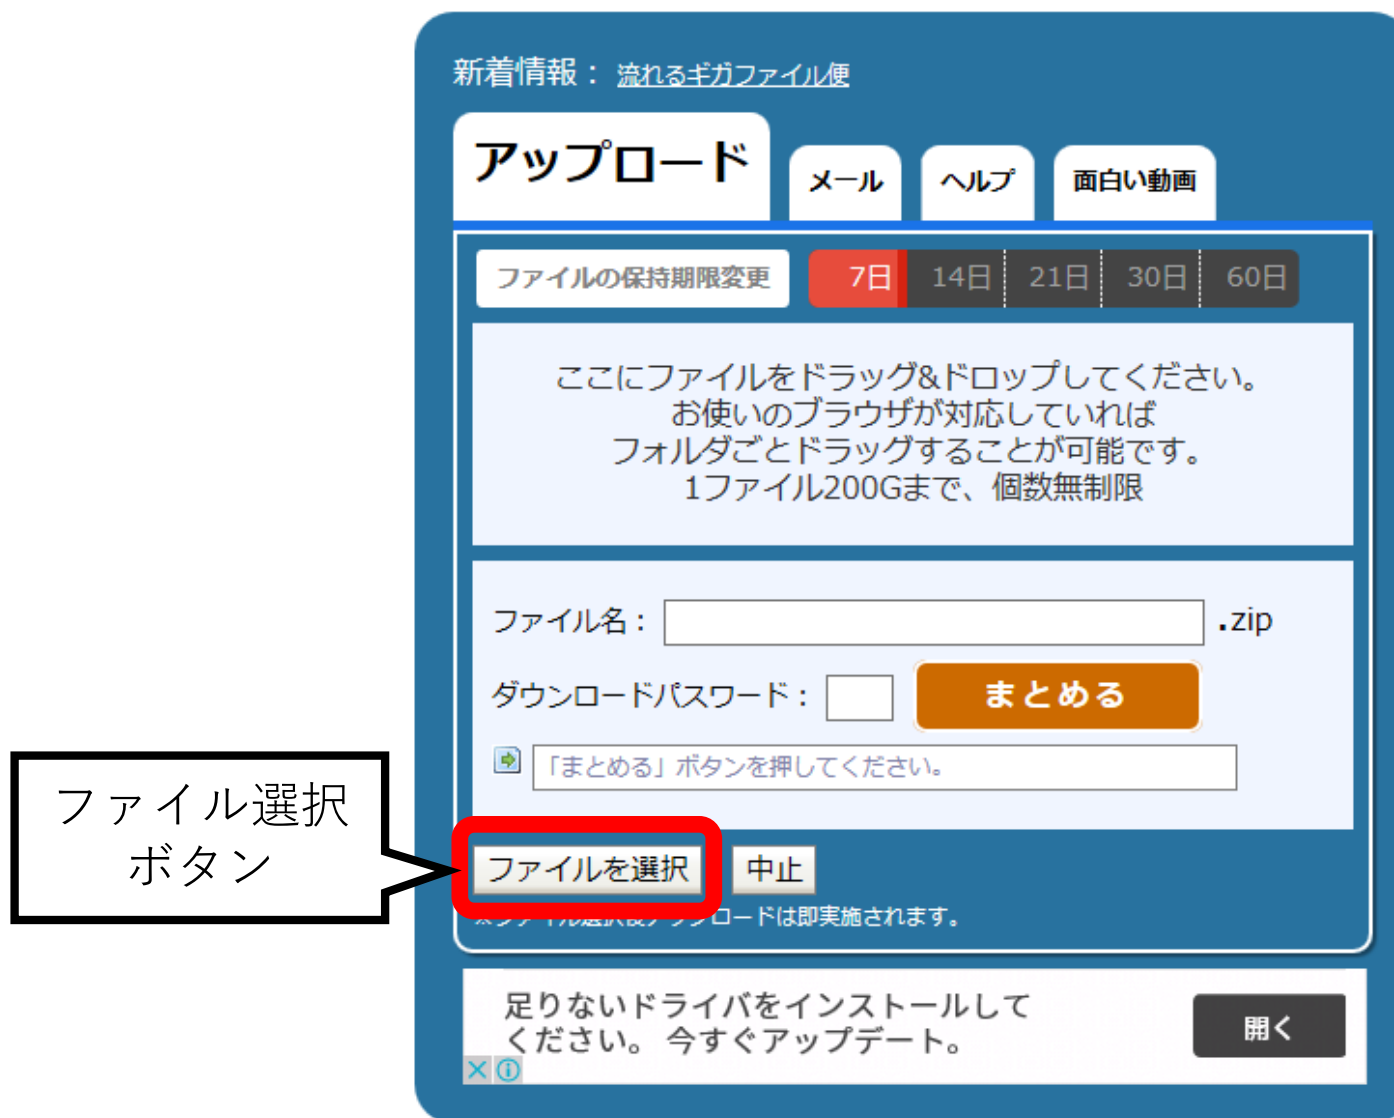 新着情報： 流れるギガファイル便
アップロード
メール
ヘルプ
面白い動画
ファイルの保持期限変更
7日
14日
21日
30日
60日
ここにファイルをドラッグ&ドロップしてください。
お使いのブラウザが対応していれば
フォルダごとドラッグすることが可能です。
1ファイル200Gまで、個数無制限
ファイル名：
.zip
ダウンロードパスワード：
まとめる
「まとめる」ボタンを押してください。
ファイル選択
ボタン
ファイルを選択
中止
※ファイル選択後アップロードは即実施されます。
足りないドライバをインストールして
ください。 今すぐアップデート。
開く